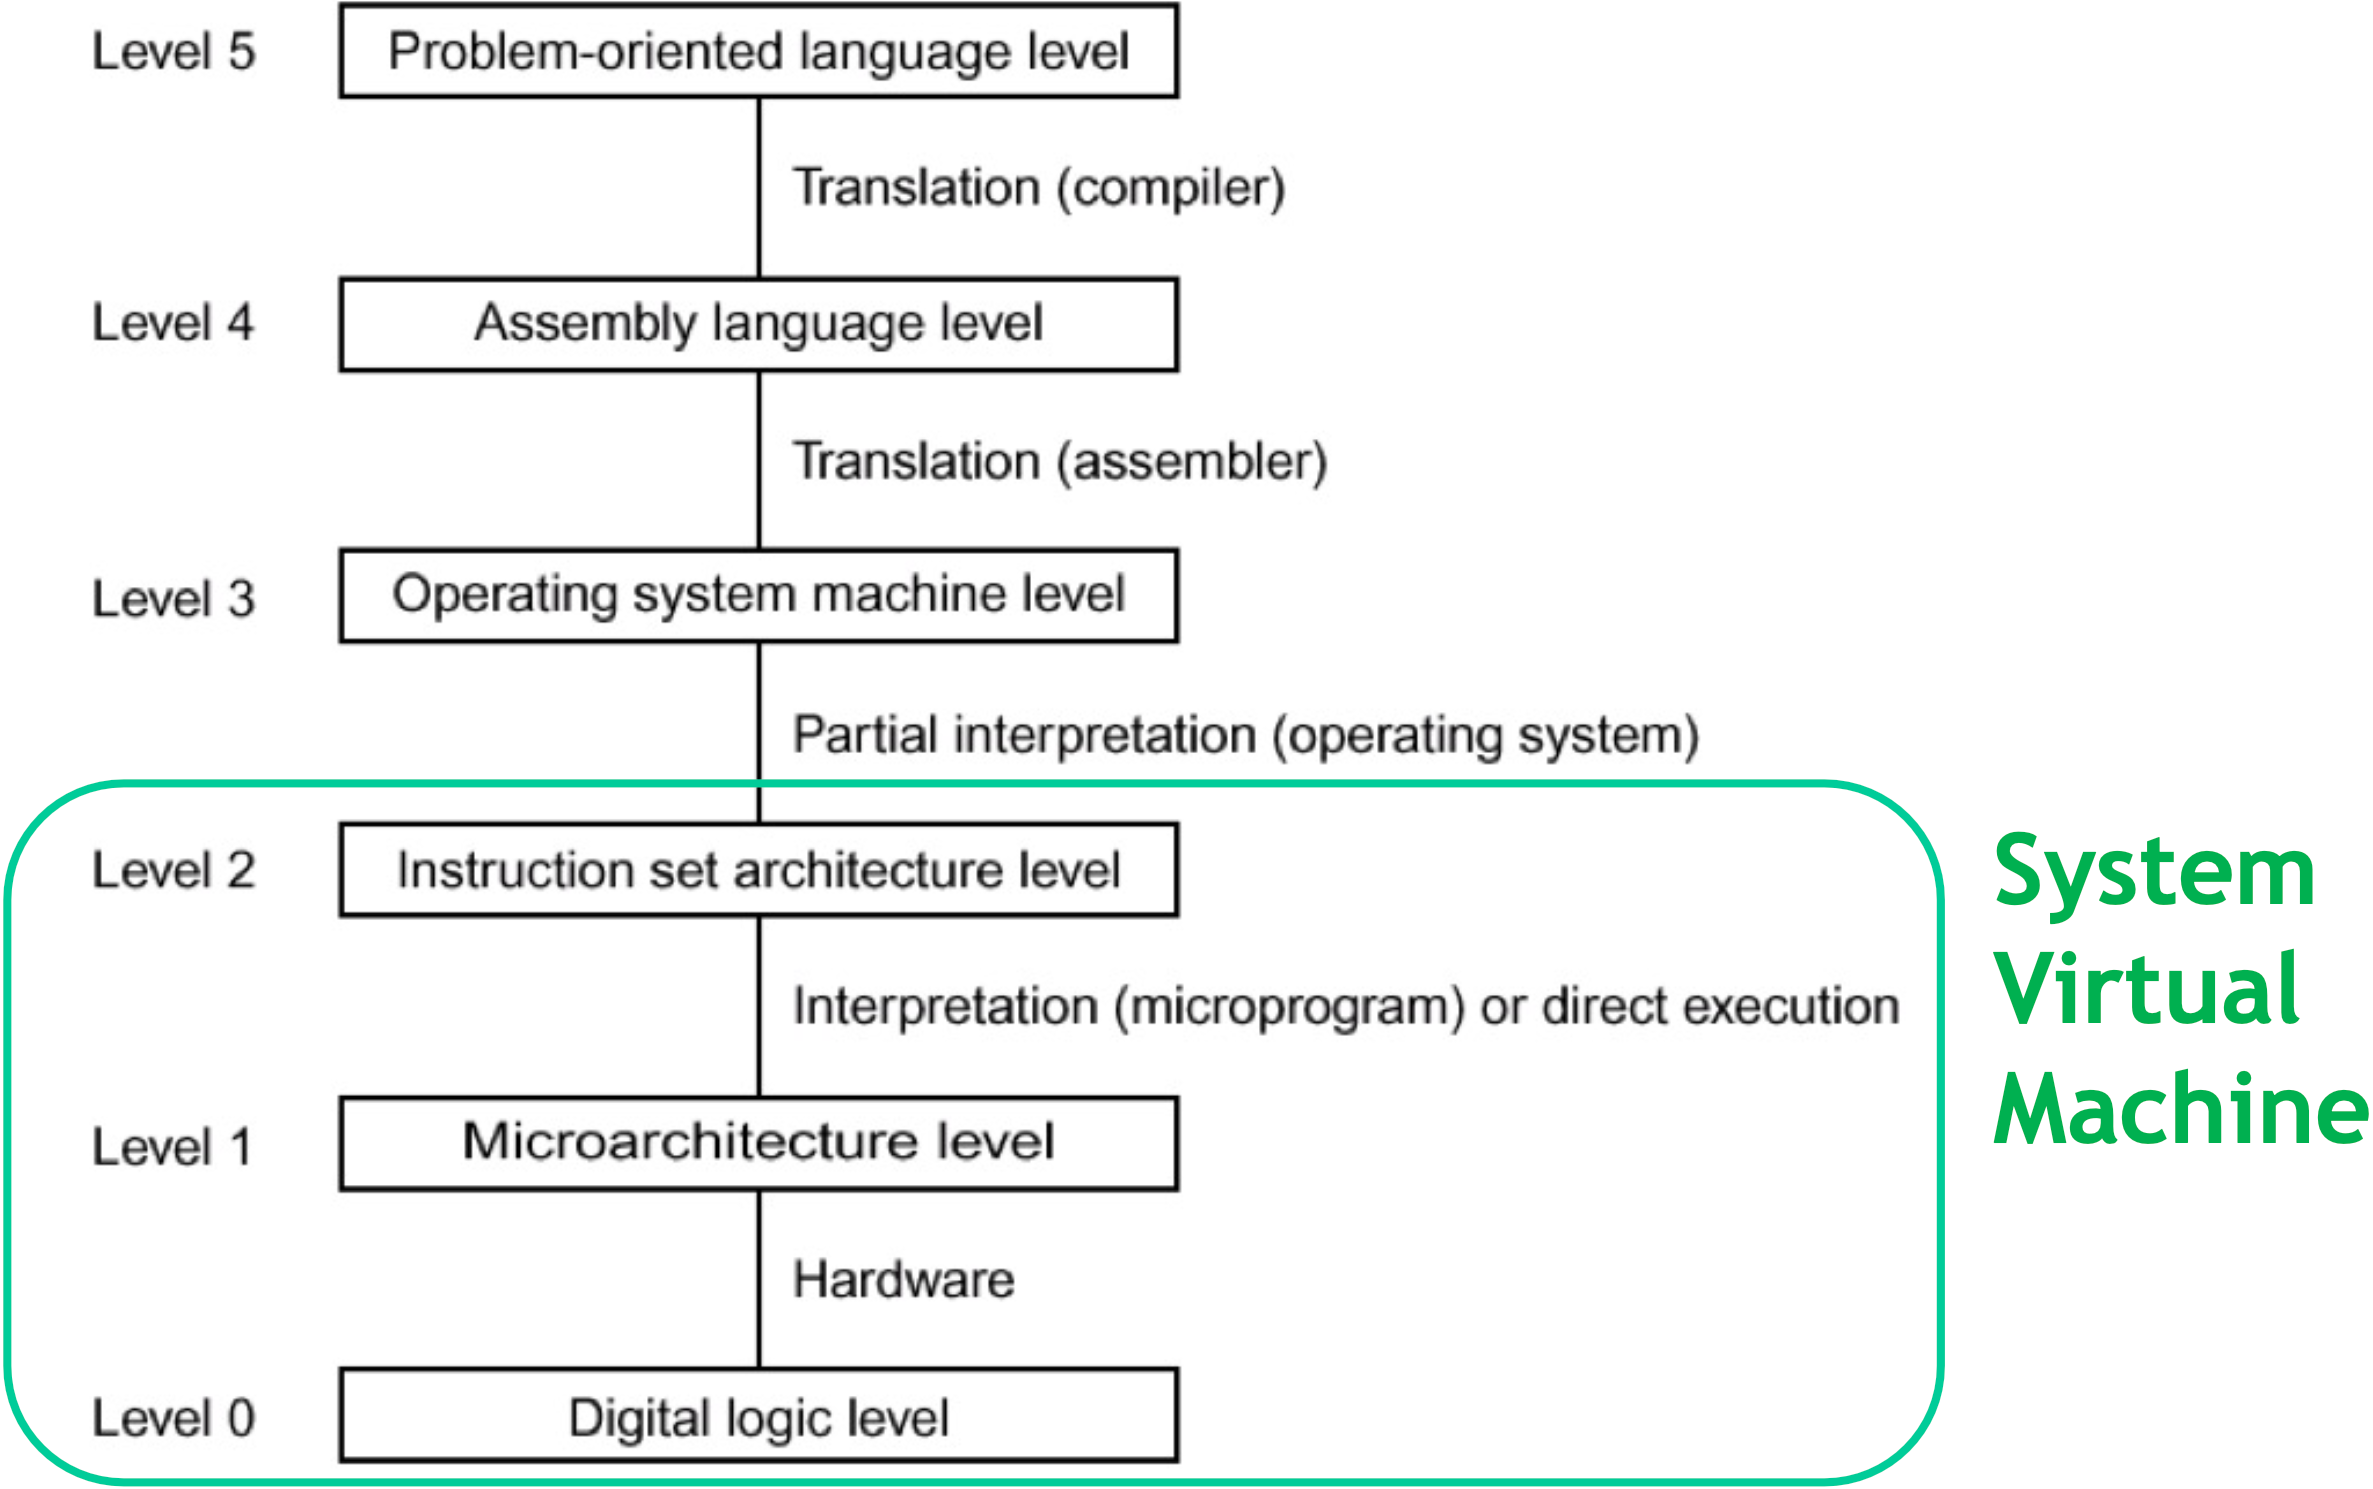 Level 5
Problem-oriented language level
Translation (compiler)
Level 4
Assembly language level
Translation (assembler)
Level 3
Operating system machine level
Partial interpretation (operating system)
Level 2
Instruction set architecture level
Interpretation (microprogram) or direct execution
Level 1
Microarchitecture level
Hardware
Level 0
Digital logic level
System
Virtual
Machine